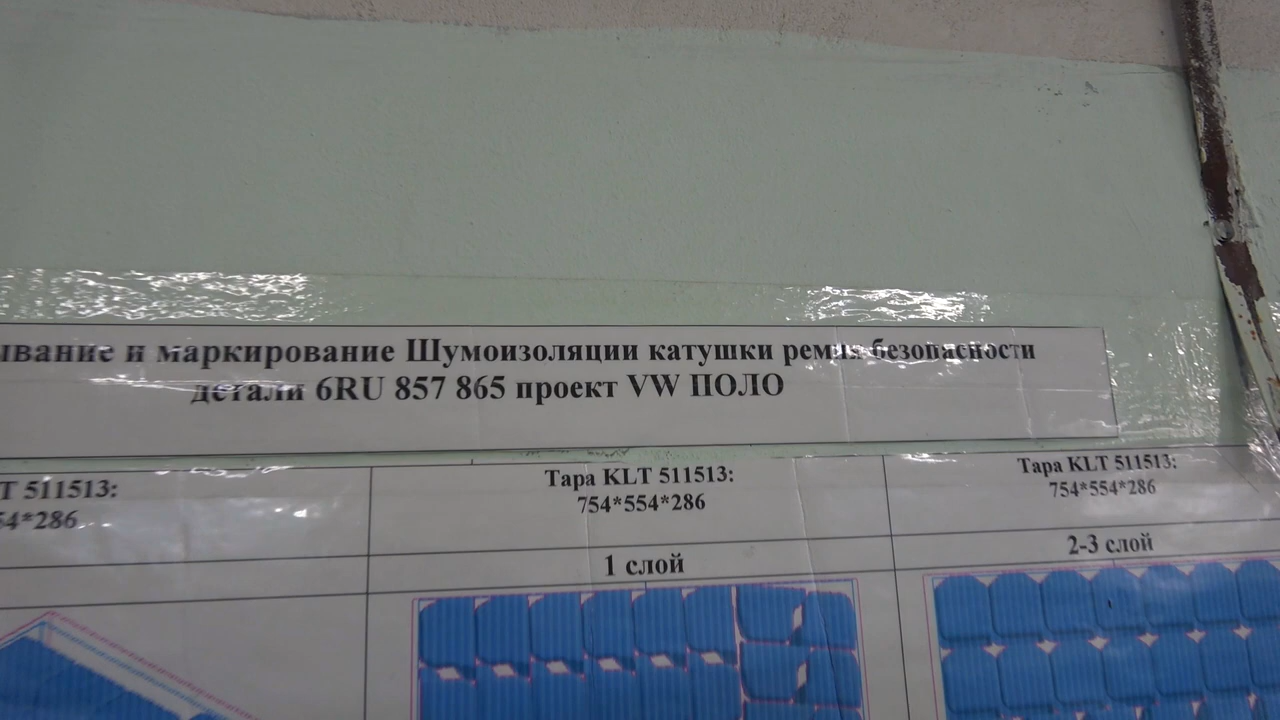 ывание и маркирование Шумоизоляции катушки ремня безопасности
детали 6RU 857 865 проект VW ПОЛО
Т 511513:
54*286
Тара KLT 511513:
754*554*286
1 слой
Тара KLT 511513:
754*554*286
2-3 слой